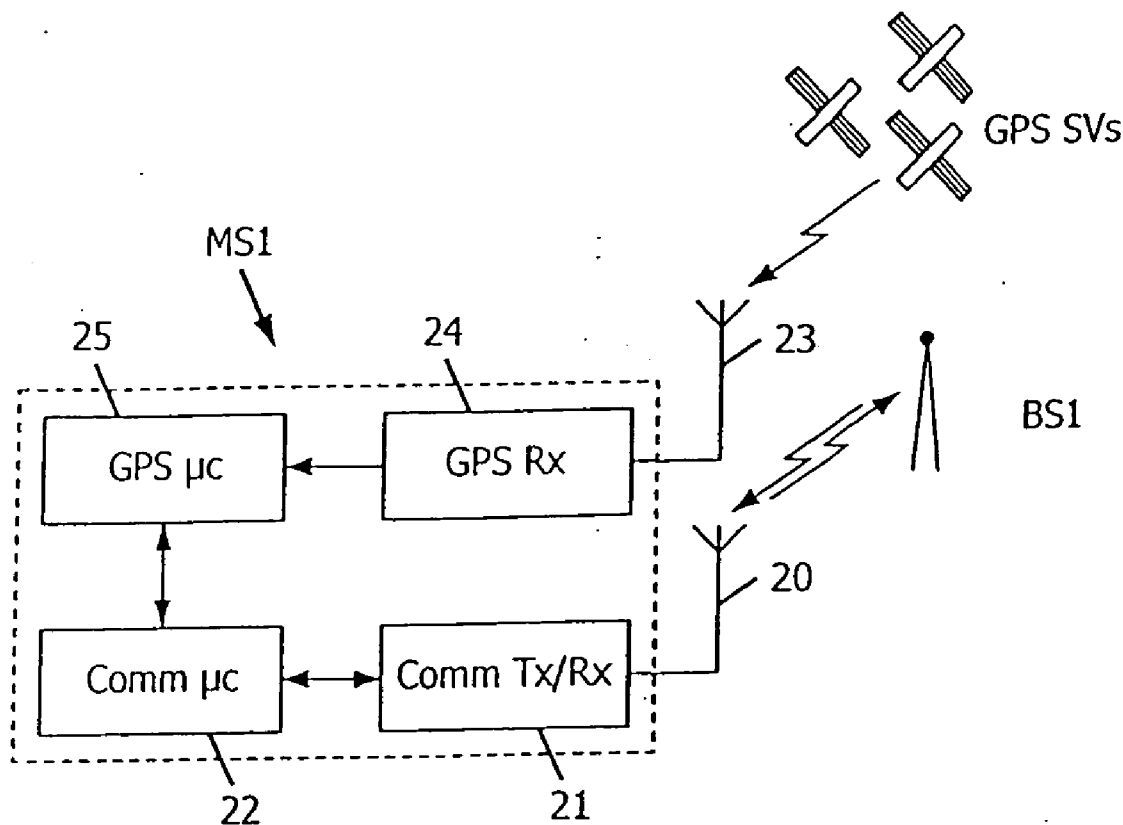 GPS SVs
MS1
25
24
23
GPS µc
GPS Rx
BS1
20
Comm µc
Comm Tx/Rx
22
21